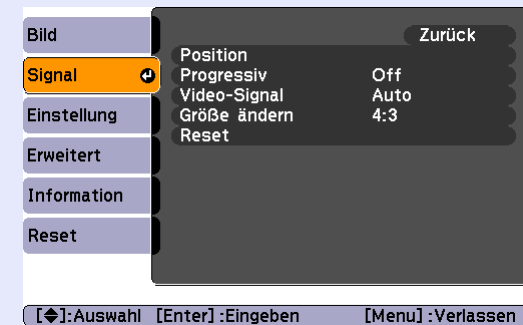 Bild
Signal
Einstellung
Erweitert
Information
Reset
Zurück
Position
Progressiv Off
Video-Signal Auto
Größe ändern 4:3
Reset
[◆]:Auswahl [Enter]:Eingeben [Menu]:Verlassen